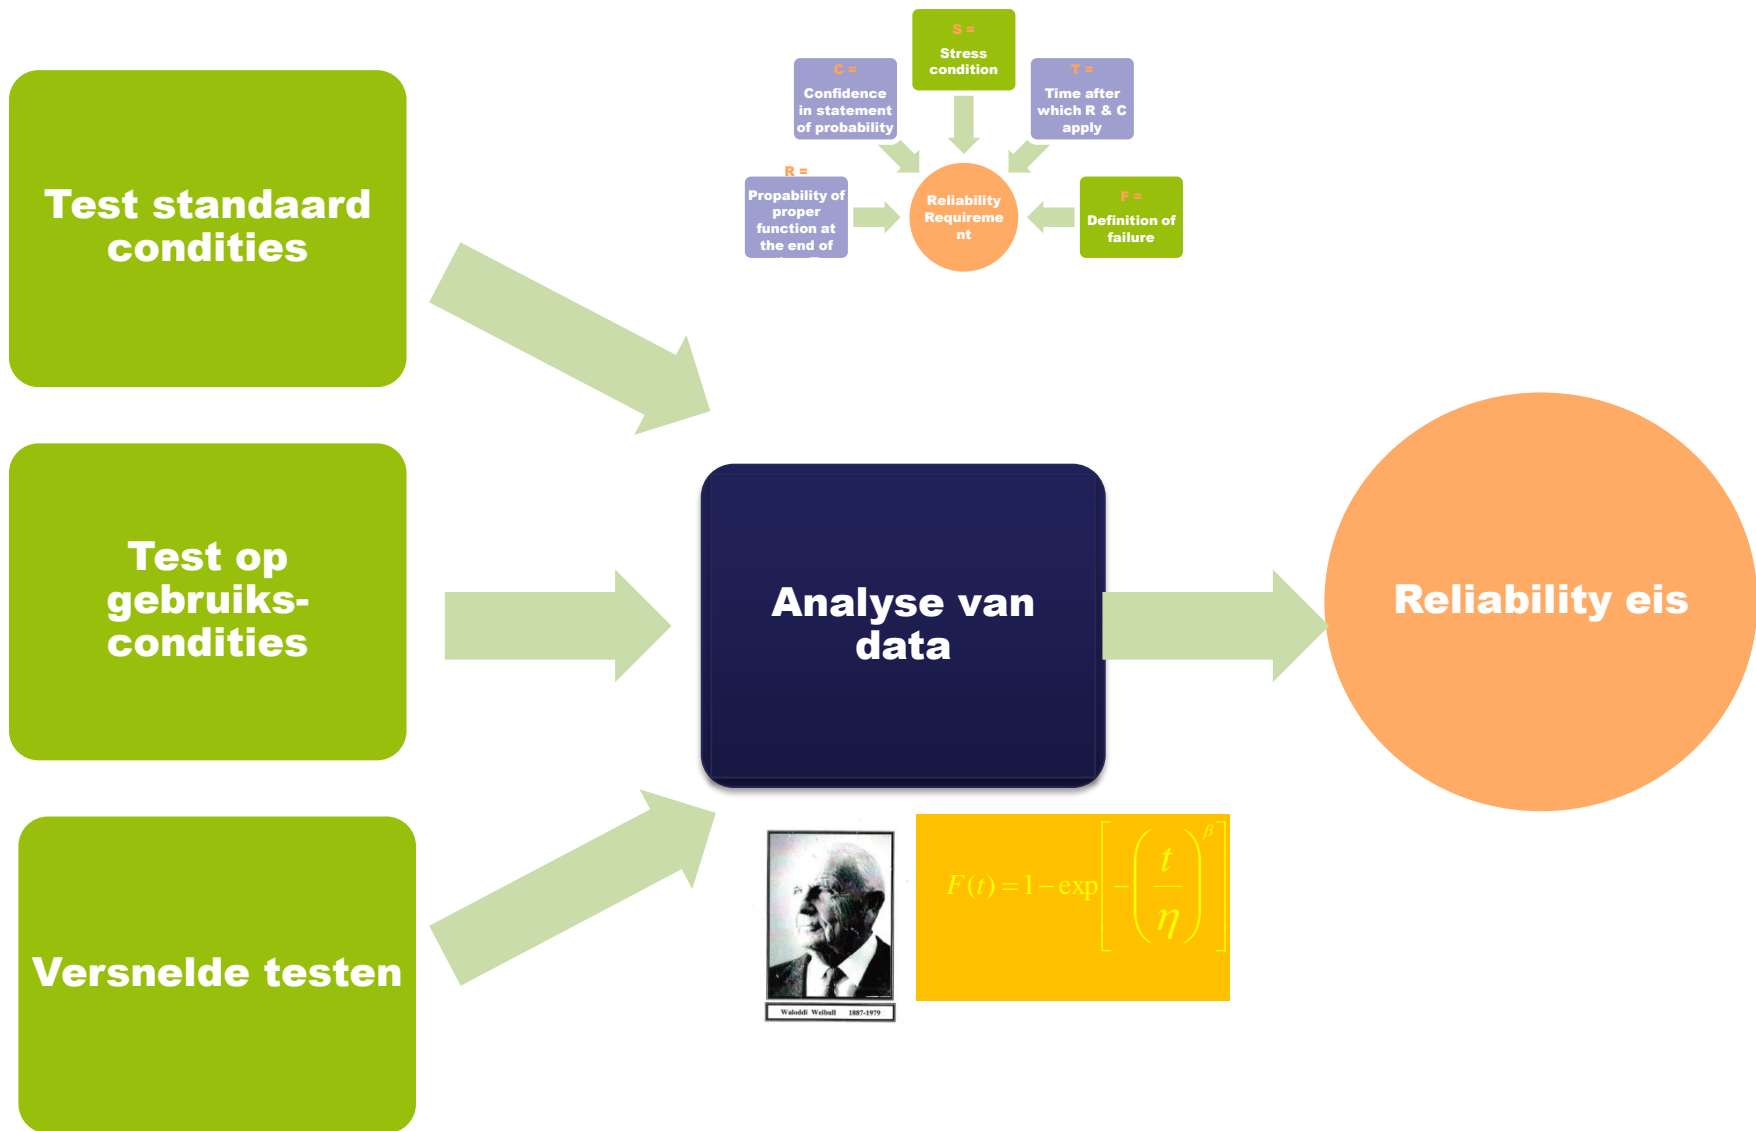 S =
Stress
condition
C =
Confidence
in statement
of probability
T =
Time after
which R & C
apply
R =
Propability of
proper
function at
the end of
Reliability
Requireme
nt
F =
Definition of
failure
Test standaard
condities
Test op
gebruiks-
condities
Versnelde testen
Analyse van
data
Reliability eis
Waloddi Weibull 1887-1979
F(t) = 1 − exp[−(t/η)^β]